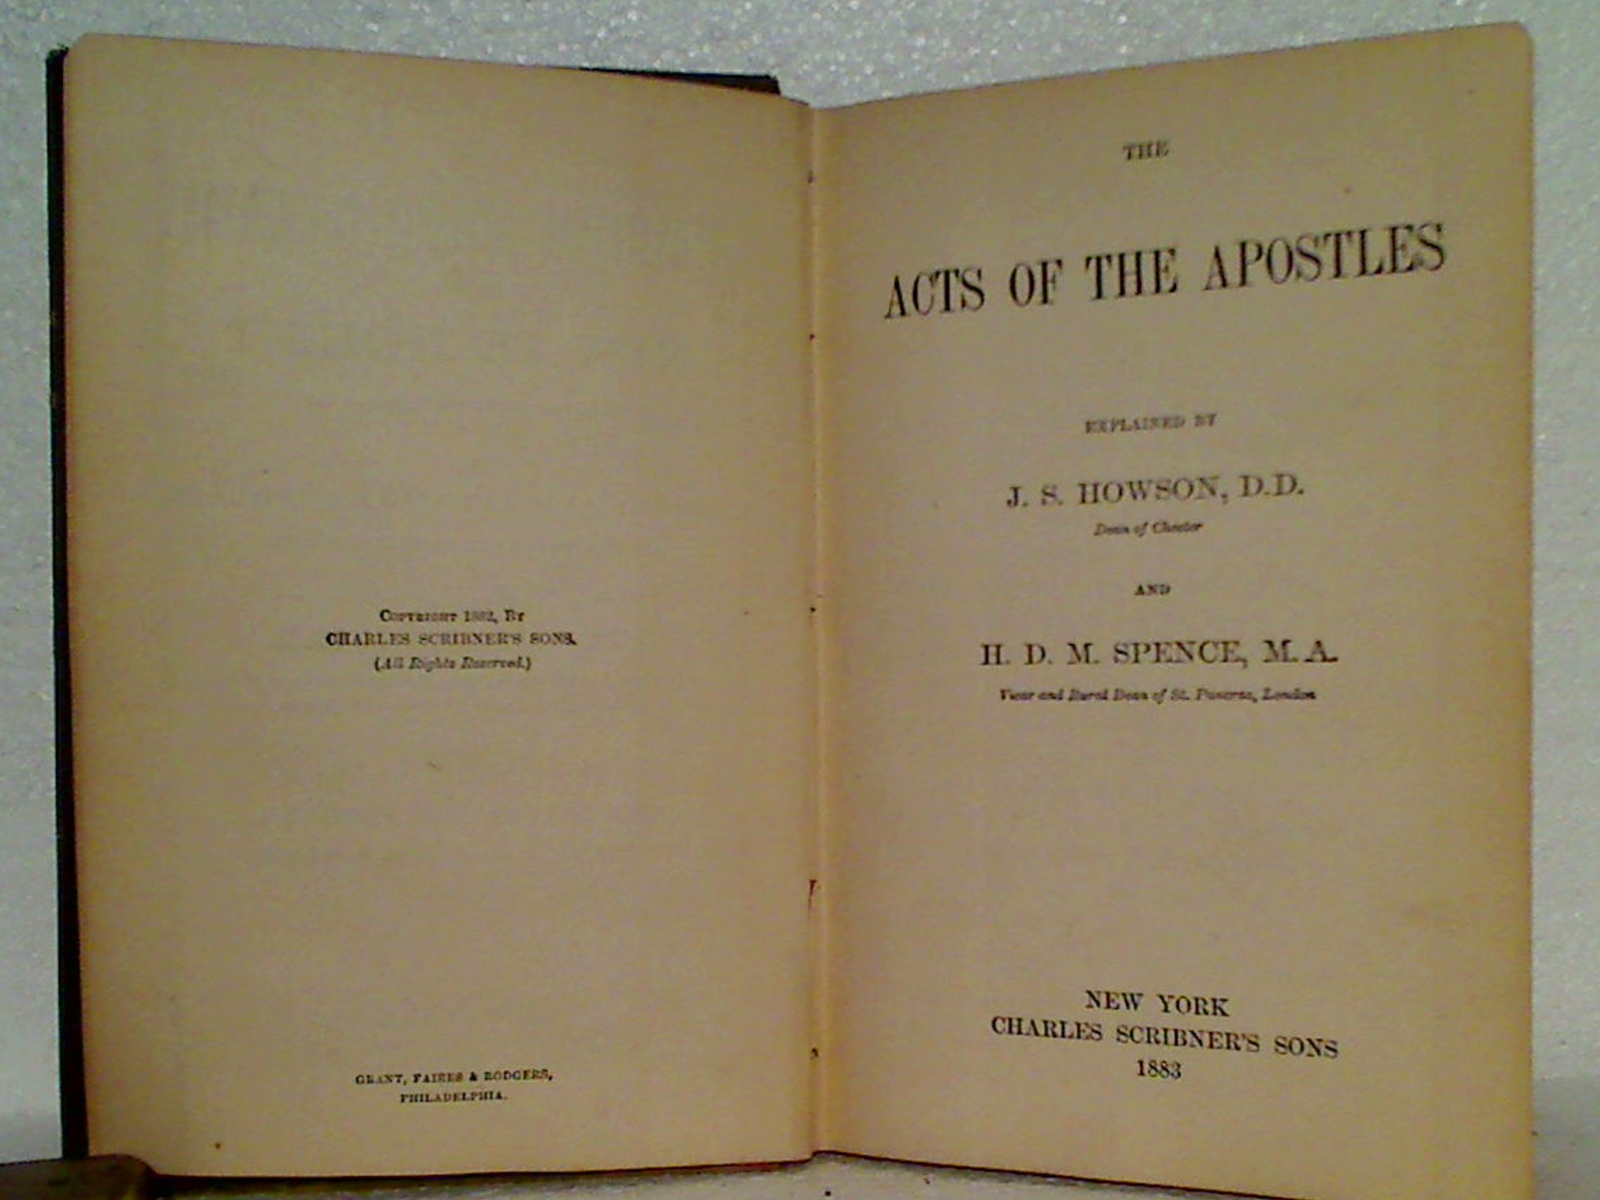 COPYRIGHT 1882, BY
CHARLES SCRIBNER'S SONS.
(All Rights Reserved.)
GRANT, FAIRES & RODGERS,
PHILADELPHIA.
THE
ACTS OF THE APOSTLES
EXPLAINED BY
J. S. HOWSON, D.D.
Dean of Chester
AND
H. D. M. SPENCE, M.A.
Vicar and Rural Dean of St. Pancras, London
NEW YORK
CHARLES SCRIBNER'S SONS
1883